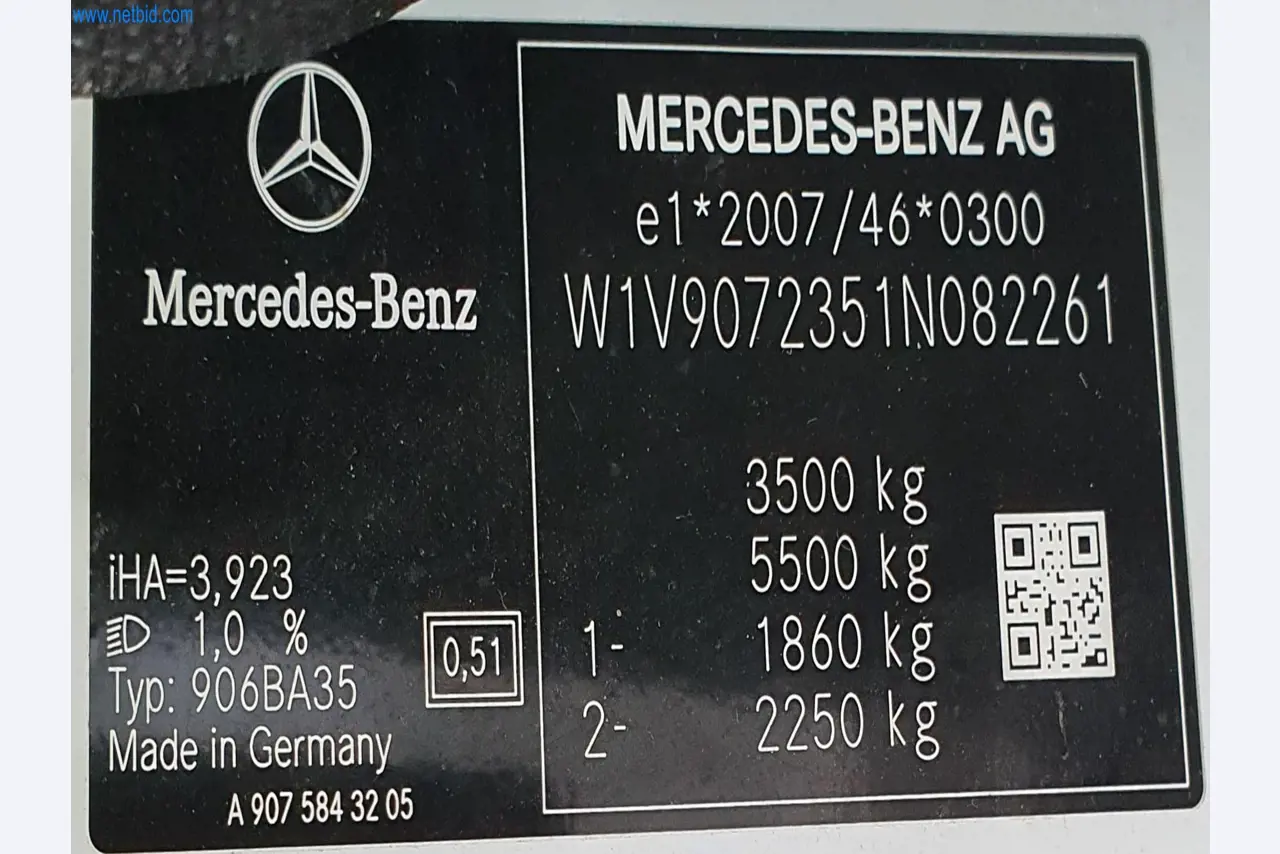 www.netbid.com
Mercedes-Benz
iHA=3,923
1,0 %
Typ: 906BA35
Made in Germany
A 907 584 32 05
0,51
MERCEDES-BENZ AG
e1*2007/46*0300
W1V9072351N082261
3500 kg
5500 kg
1- 1860 kg
2- 2250 kg